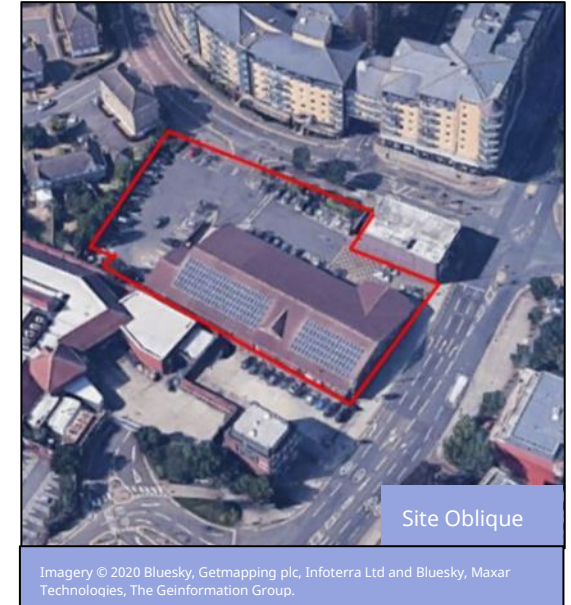 Site Oblique
Imagery © 2020 Bluesky, Getmapping plc, Infoterra Ltd and Bluesky, Maxar
Technologies, The Geinformation Group.